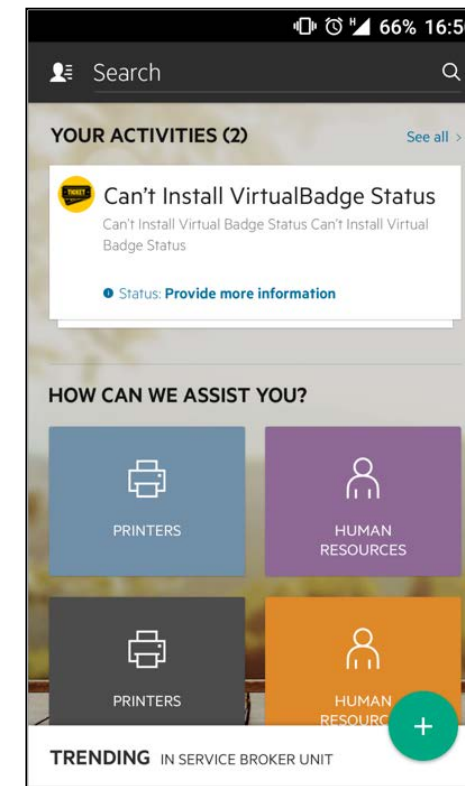 66% 16:5
Search
YOUR ACTIVITIES (2) See all >
TICKET
Can't Install VirtualBadge Status
Can't Install Virtual Badge Status Can't Install Virtual
Badge Status
Status: Provide more information
HOW CAN WE ASSIST YOU?
PRINTERS
HUMAN
RESOURCES
PRINTERS
HUMAN
RESOURC
TRENDING IN SERVICE BROKER UNIT